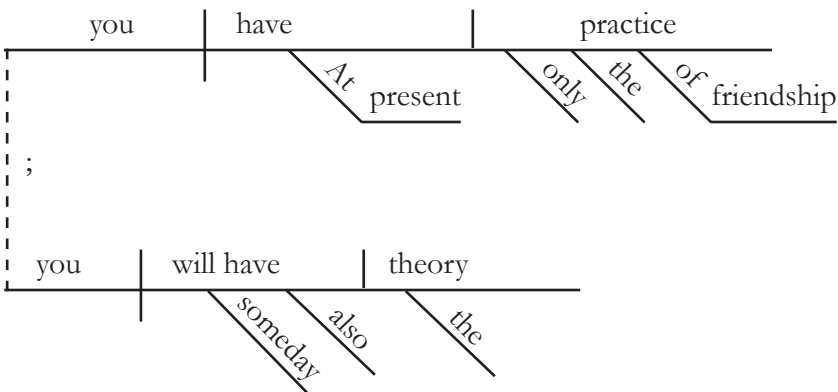 you have practice
At present only the of friendship
;
you will have theory
someday also the